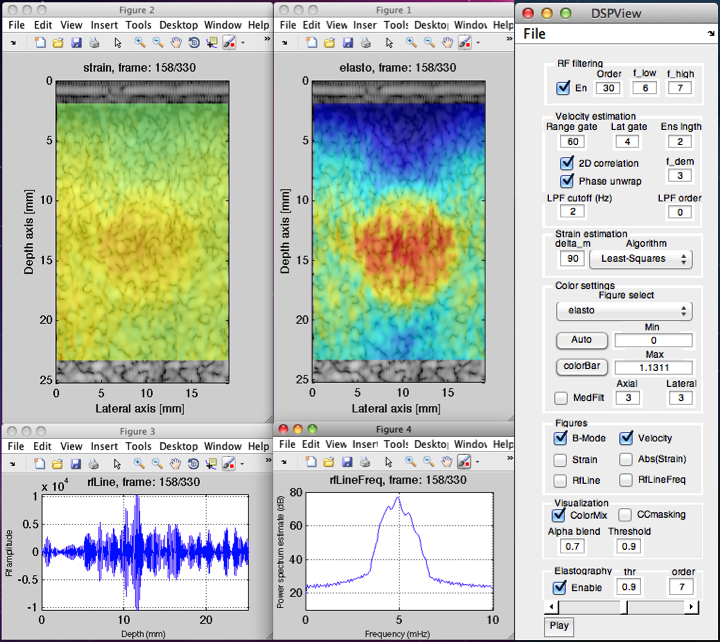 Figure 2
File Edit View Insert Tools Desktop Window Help
strain, frame: 158/330
0
5
10
15
20
25
Depth axis [mm]
0 5 10 15
Lateral axis [mm]
Figure 1
File Edit View Insert Tools Desktop Window Help
elasto, frame: 158/330
0
5
10
15
20
25
Depth axis [mm]
0 5 10 15
Lateral axis [mm]
Figure 3
File Edit View Insert Tools Desktop Window Help
x 10^4
rfLine, frame: 158/330
1
0.5
0
-0.5
-1
Rf amplitude
0 10 20
Depth (mm)
Figure 4
File Edit View Insert Tools Desktop Window Help
rfLineFreq, frame: 158/330
80
60
40
20
Power spectrum estimate (dB)
0 5 10
Frequency (mHz)
DSPView
File
RF filtering
Order f_low f_high
En 30 6 7
Velocity estimation
Range gate Lat gate Ens lngth
60 4 2
2D correlation f_dem
Phase unwrap 3
LPF cutoff (Hz) LPF order
2 0
Strain estimation
delta_m Algorithm
90 Least-Squares
Color settings
Figure select
elasto
Min
Auto 0
Max
colorBar 1.1311
Axial Lateral
MedFilt 3 3
Figures
B-Mode Velocity
Strain Abs(Strain)
RfLine RfLineFreq
Visualization
ColorMix CCmasking
Alpha blend Threshold
0.7 0.9
Elastography thr order
Enable 0.9 7
Play